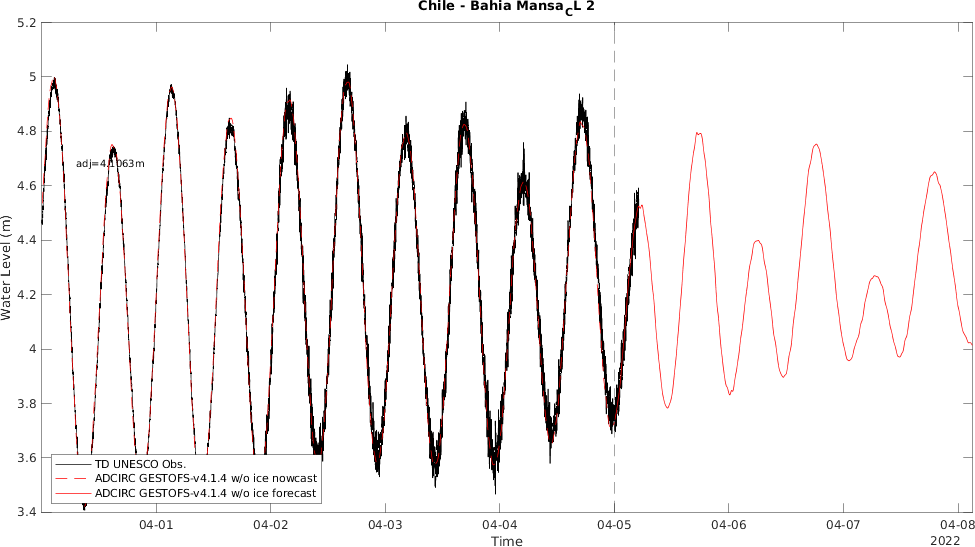 Chile - Bahia MansaCL 2
5.2
5
4.8
4.6
4.4
4.2
4
3.8
3.6
3.4
Water Level (m)
adj=4.1063m
TD UNESCO Obs.
ADCIRC GESTOFS-v4.1.4 w/o ice nowcast
ADCIRC GESTOFS-v4.1.4 w/o ice forecast
04-01
04-02
04-03
04-04
04-05
04-06
04-07
04-08
Time
2022